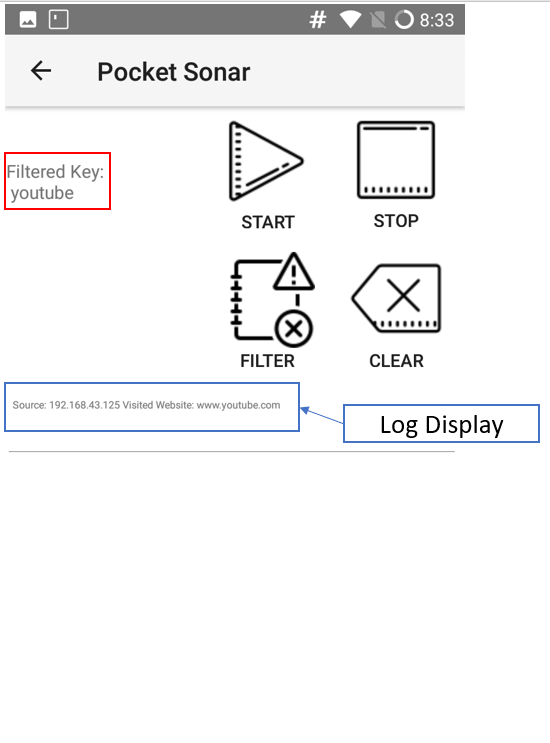 # 8:33
Pocket Sonar
Filtered Key:
youtube
START
STOP
FILTER
CLEAR
Source: 192.168.43.125 Visited Website: www.youtube.com
Log Display